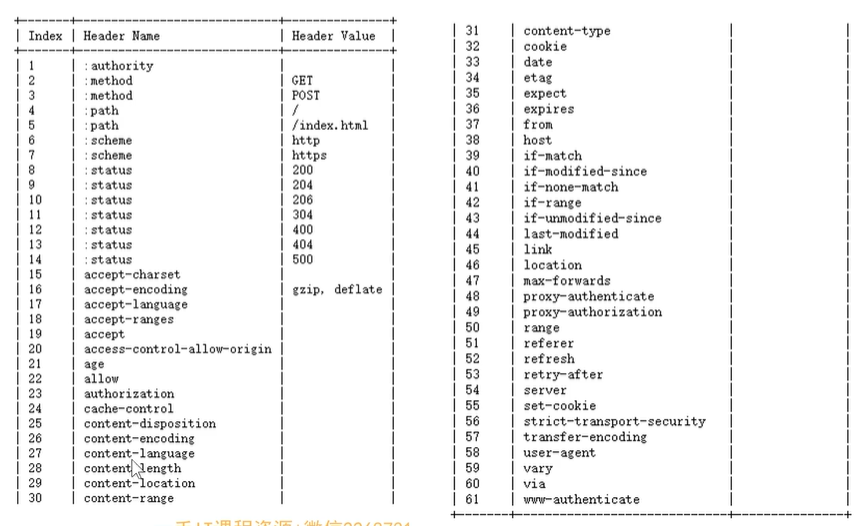 Index | Header Name | Header Value
1 | :authority |
2 | :method | GET
3 | :method | POST
4 | :path | /
5 | :path | /index.html
6 | :scheme | http
7 | :scheme | https
8 | :status | 200
9 | :status | 204
10 | :status | 206
11 | :status | 304
12 | :status | 400
13 | :status | 404
14 | :status | 500
15 | accept-charset |
16 | accept-encoding | gzip, deflate
17 | accept-language |
18 | accept-ranges |
19 | accept |
20 | access-control-allow-origin |
21 | age |
22 | allow |
23 | authorization |
24 | cache-control |
25 | content-disposition |
26 | content-encoding |
27 | content-language |
28 | content-length |
29 | content-location |
30 | content-range |
31 | content-type |
32 | cookie |
33 | date |
34 | etag |
35 | expect |
36 | expires |
37 | from |
38 | host |
39 | if-match |
40 | if-modified-since |
41 | if-none-match |
42 | if-range |
43 | if-unmodified-since |
44 | last-modified |
45 | link |
46 | location |
47 | max-forwards |
48 | proxy-authenticate |
49 | proxy-authorization |
50 | range |
51 | referer |
52 | refresh |
53 | retry-after |
54 | server |
55 | set-cookie |
56 | strict-transport-security |
57 | transfer-encoding |
58 | user-agent |
59 | vary |
60 | via |
61 | www-authenticate |